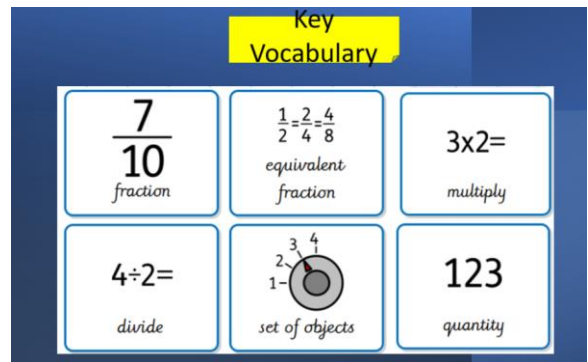 Key
Vocabulary
7
10
fraction
1/2=2/4=4/8
equivalent
fraction
3x2=
multiply
4÷2=
divide
4
3
2
1
set of objects
123
quantity